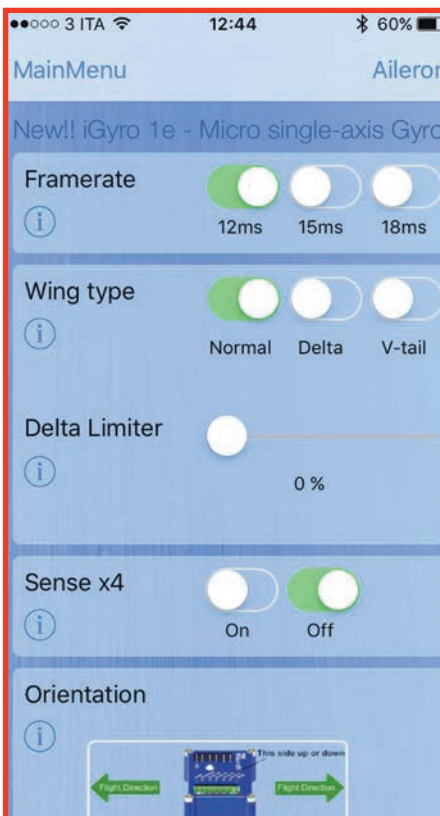 3 ITA 12:44 60%
MainMenu Aileron
New!! iGyro 1e - Micro single-axis Gyro
Framerate
12ms 15ms 18ms
Wing type
Normal Delta V-tail
Delta Limiter
0 %
Sense x4
On Off
Orientation
This side up or down
Flight Direction Flight Direction